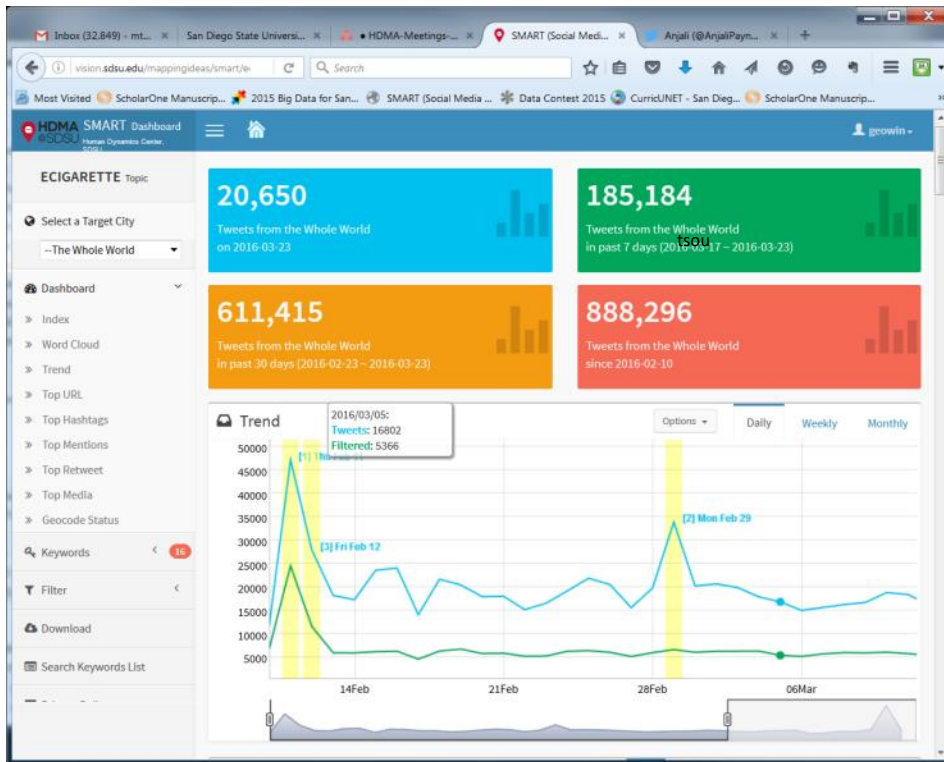 Inbox (32,849) - mt...
San Diego State Universi...
HDMA-Meetings-...
SMART (Social Medi...
Anjali (@AnjaliPayn...
vision.sdsu.edu/mappingideas/smart/e
Search
Most Visited
ScholarOne Manuscrip...
2015 Big Data for San...
SMART (Social Media ...
Data Contest 2015
CurricUNET - San Dieg...
ScholarOne Manuscrip...
HDMA
@SDSU
SMART Dashboard
Human Dynamics Center,
SDSU
geowin
ECIGARETTE Topic
Select a Target City
--The Whole World
Dashboard
Index
Word Cloud
Trend
Top URL
Top Hashtags
Top Mentions
Top Retweet
Top Media
Geocode Status
Keywords
16
Filter
Download
Search Keywords List
20,650
Tweets from the Whole World
on 2016-03-23
185,184
Tweets from the Whole World
tsou
in past 7 days (2016-03-17 ~ 2016-03-23)
611,415
Tweets from the Whole World
in past 30 days (2016-02-23 ~ 2016-03-23)
888,296
Tweets from the Whole World
since 2016-02-10
Trend
2016/03/05:
Tweets: 16802
Filtered: 5366
Options
Daily
Weekly
Monthly
50000
45000
40000
35000
30000
25000
20000
15000
10000
5000
[1] Thu Feb 11
[3] Fri Feb 12
[2] Mon Feb 29
14Feb
21Feb
28Feb
06Mar